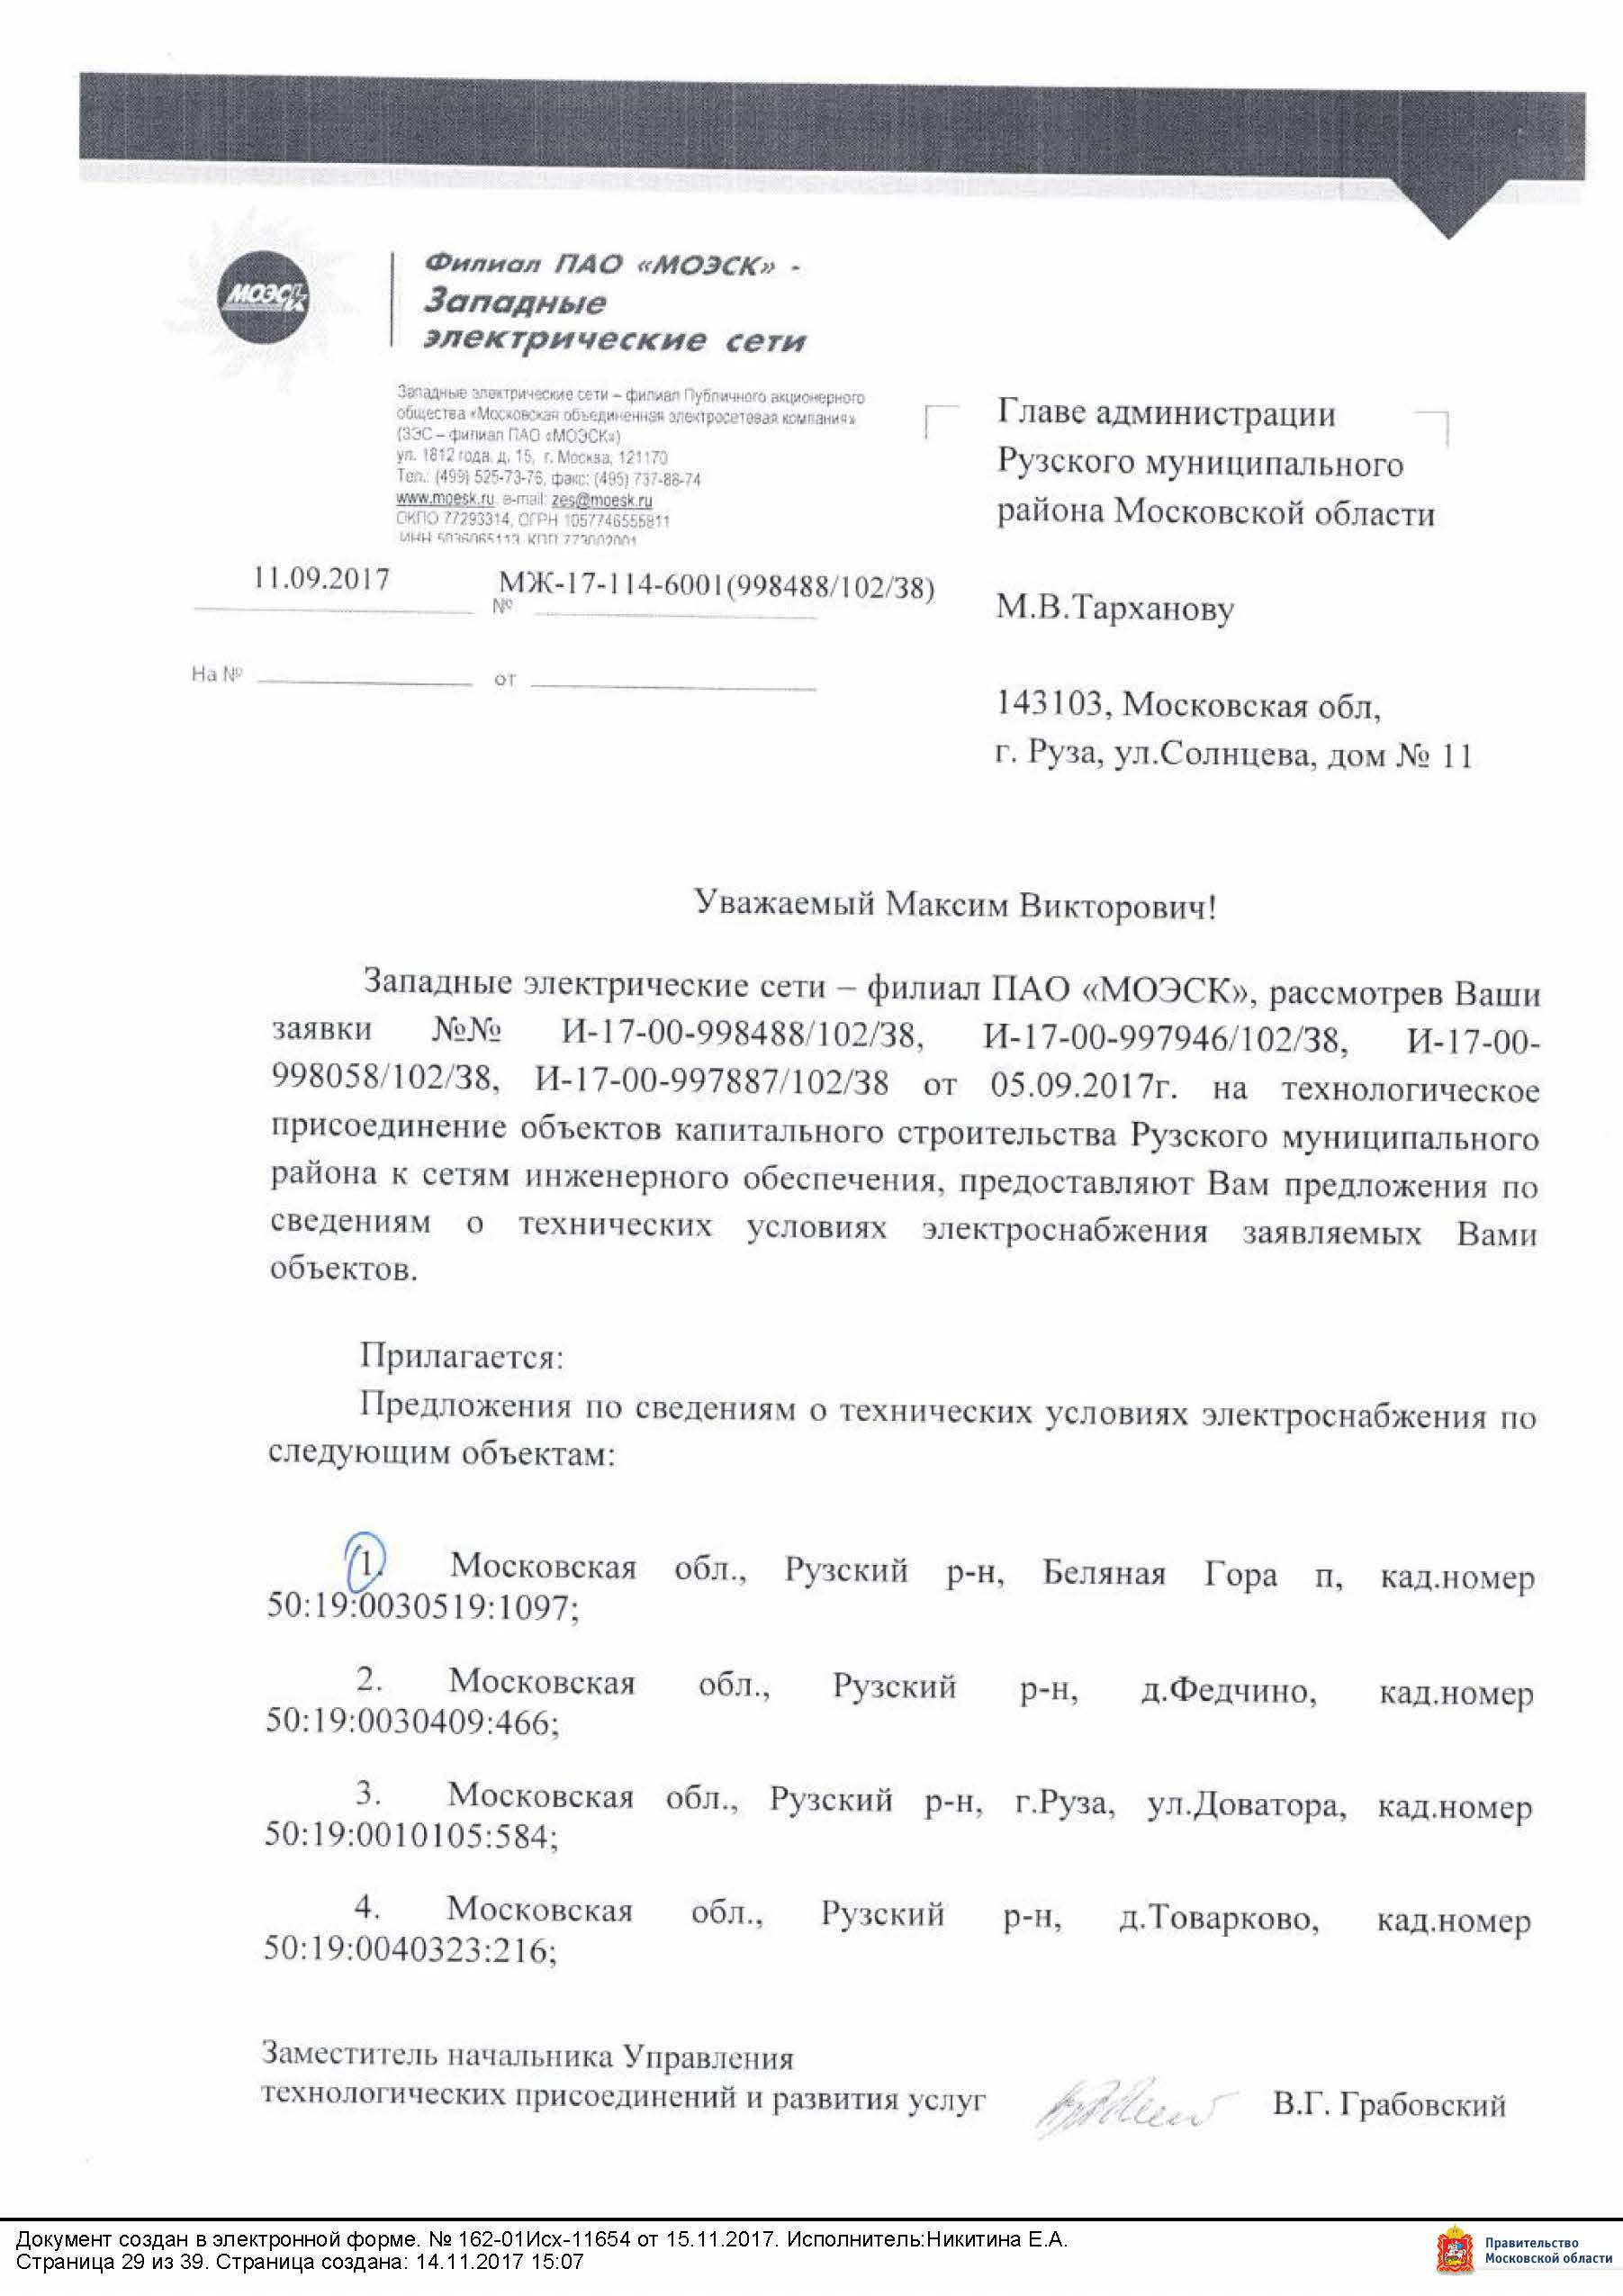 МОЭСК
Филиал ПАО «МОЭСК» -
Западные
электрические сети
Западные электрические сети – филиал Публичного акционерного
общества «Московская объединенная электросетевая компания»
(ЗЭС – филиал ПАО «МОЭСК»)
ул. 1812 года, д. 15, г. Москва, 121170
Тел.: (499) 525-73-76, факс: (495) 737-88-74
www.moesk.ru, e-mail: zes@moesk.ru
ОКПО 77293314, ОГРН 1057746555811
ИНН 5036065113, КПП 773002001
11.09.2017 МЖ-17-114-6001(998488/102/38)
№
На № от
Главе администрации
Рузского муниципального
района Московской области
М.В.Тарханову
143103, Московская обл,
г. Руза, ул.Солнцева, дом № 11
Уважаемый Максим Викторович!
Западные электрические сети – филиал ПАО «МОЭСК», рассмотрев Ваши
заявки №№ И-17-00-998488/102/38, И-17-00-997946/102/38, И-17-00-
998058/102/38, И-17-00-997887/102/38 от 05.09.2017г. на технологическое
присоединение объектов капитального строительства Рузского муниципального
района к сетям инженерного обеспечения, предоставляют Вам предложения по
сведениям о технических условиях электроснабжения заявляемых Вами
объектов.
Прилагается:
Предложения по сведениям о технических условиях электроснабжения по
следующим объектам:
1. Московская обл., Рузский р-н, Беляная Гора п, кад.номер
50:19:0030519:1097;
2. Московская обл., Рузский р-н, д.Федчино, кад.номер
50:19:0030409:466;
3. Московская обл., Рузский р-н, г.Руза, ул.Доватора, кад.номер
50:19:0010105:584;
4. Московская обл., Рузский р-н, д.Товарково, кад.номер
50:19:0040323:216;
Заместитель начальника Управления
технологических присоединений и развития услуг В.Г. Грабовский
Документ создан в электронной форме. № 162-01Исх-11654 от 15.11.2017. Исполнитель:Никитина Е.А.
Страница 29 из 39. Страница создана: 14.11.2017 15:07
Правительство
Московской области